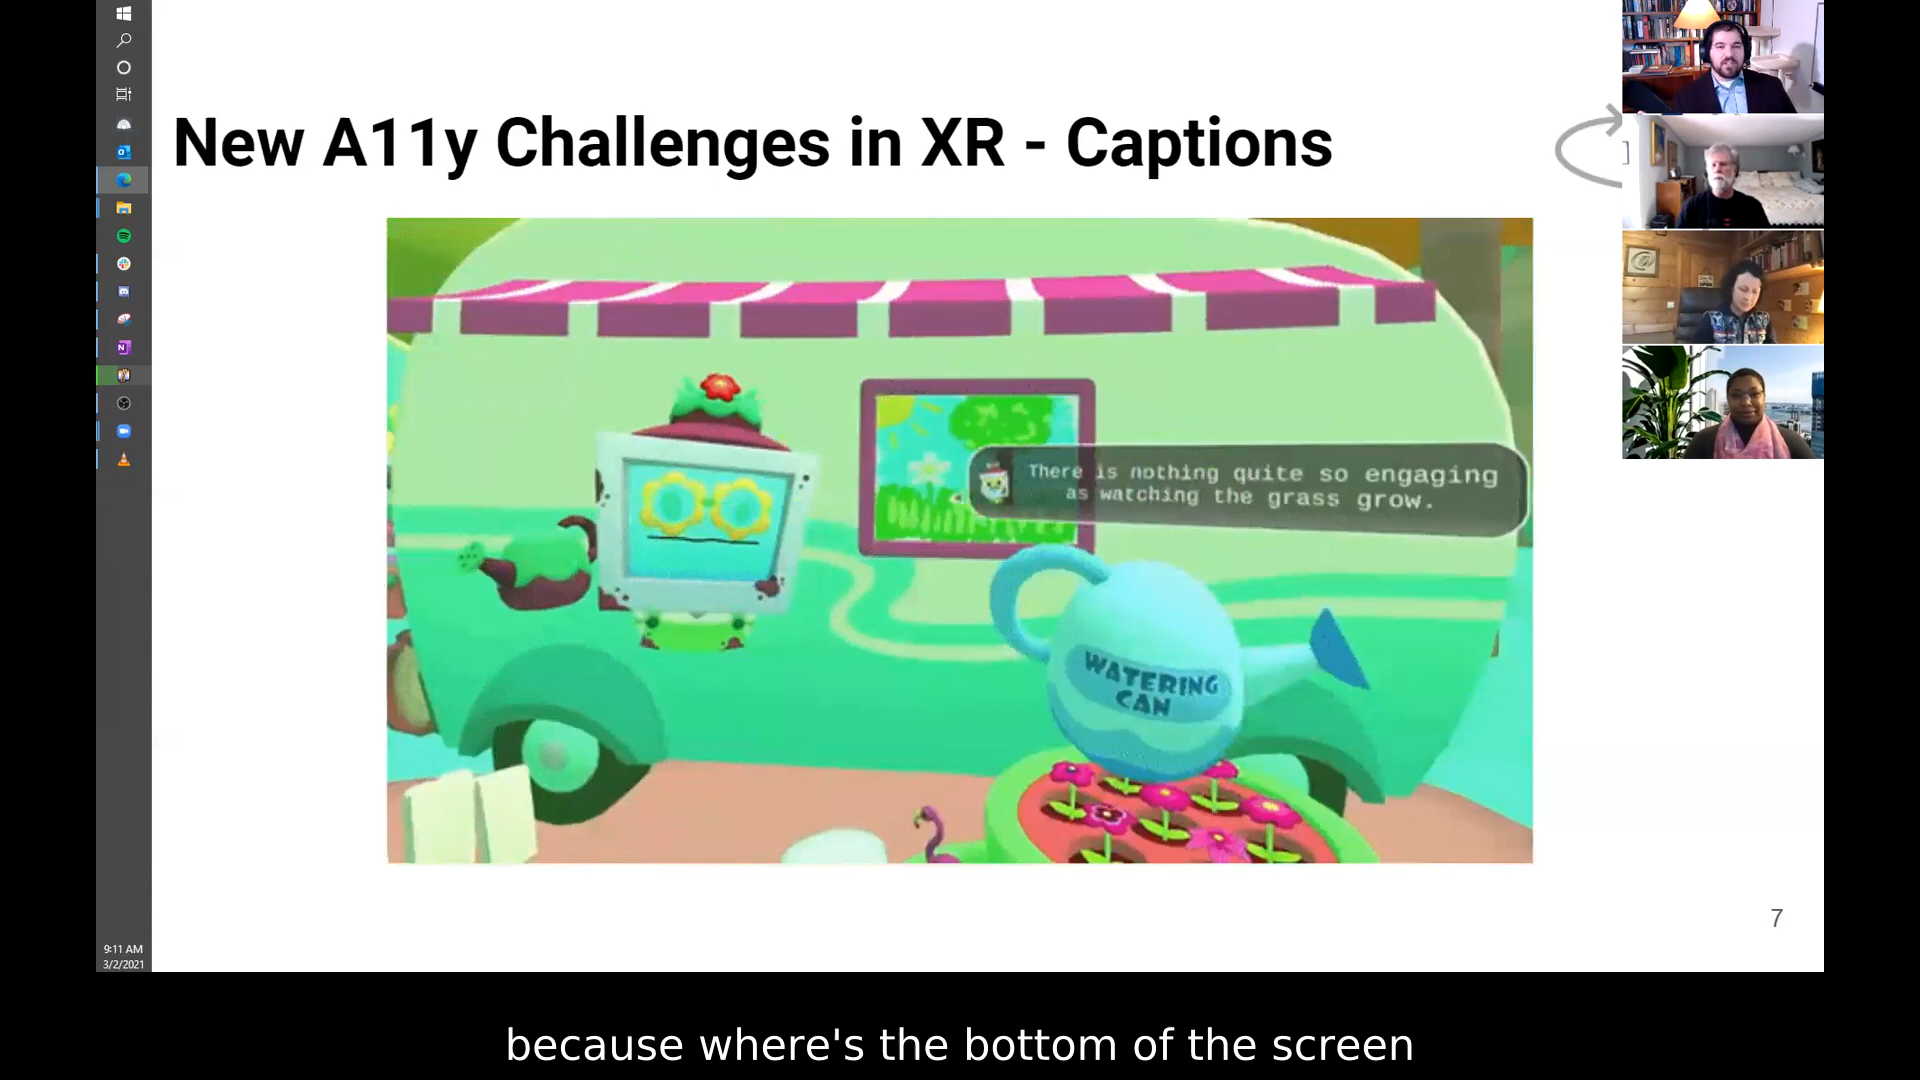 New A11y Challenges in XR - Captions
There is nothing quite so engaging
as watching the grass grow.
WATERING
CAN
7
9:11 AM
3/2/2021
because where's the bottom of the screen